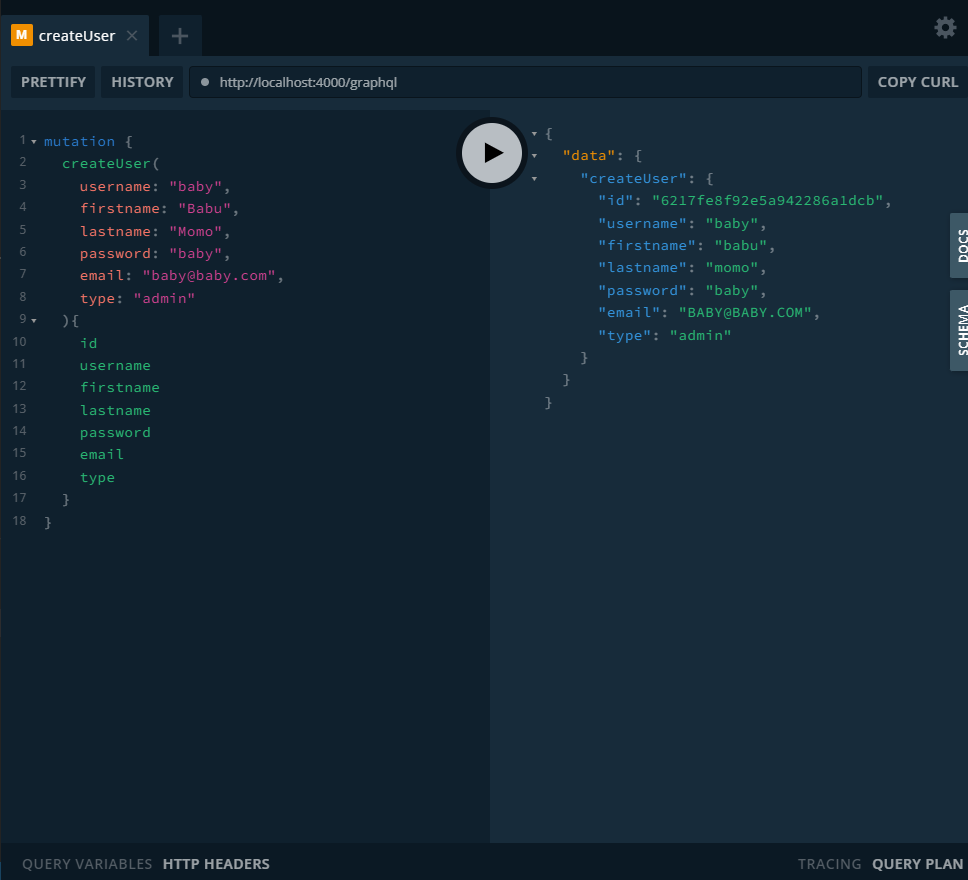 M createUser
PRETTIFY HISTORY http://localhost:4000/graphql COPY CURL
1 mutation {
2 createUser(
3 username: "baby",
4 firstname: "Babu",
5 lastname: "Momo",
6 password: "baby",
7 email: "baby@baby.com",
8 type: "admin"
9 ){
10 id
11 username
12 firstname
13 lastname
14 password
15 email
16 type
17 }
18 }
{
"data": {
"createUser": {
"id": "6217fe8f92e5a942286a1dcb",
"username": "baby",
"firstname": "babu",
"lastname": "momo",
"password": "baby",
"email": "BABY@BABY.COM",
"type": "admin"
}
}
}
DOCS
SCHEMA
QUERY VARIABLES HTTP HEADERS
TRACING QUERY PLAN